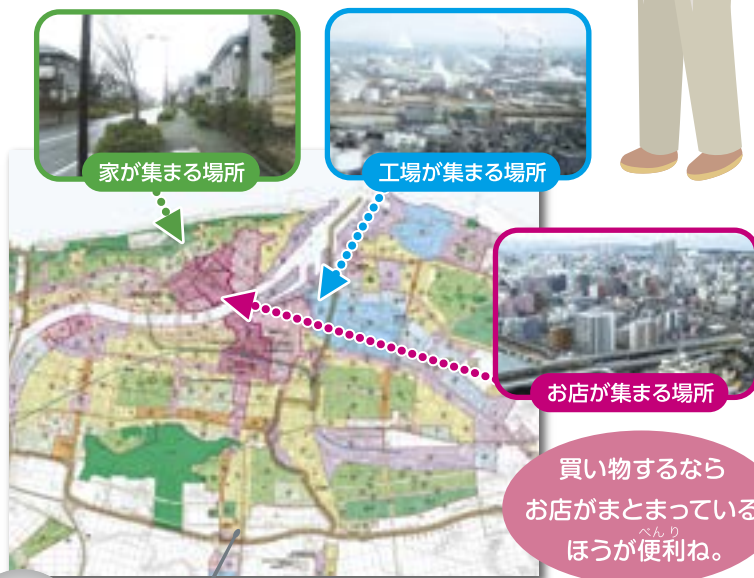 家が集まる場所
工場が集まる場所
お店が集まる場所
買い物するなら
お店がまとまっている
べんり
ほうが便利ね。